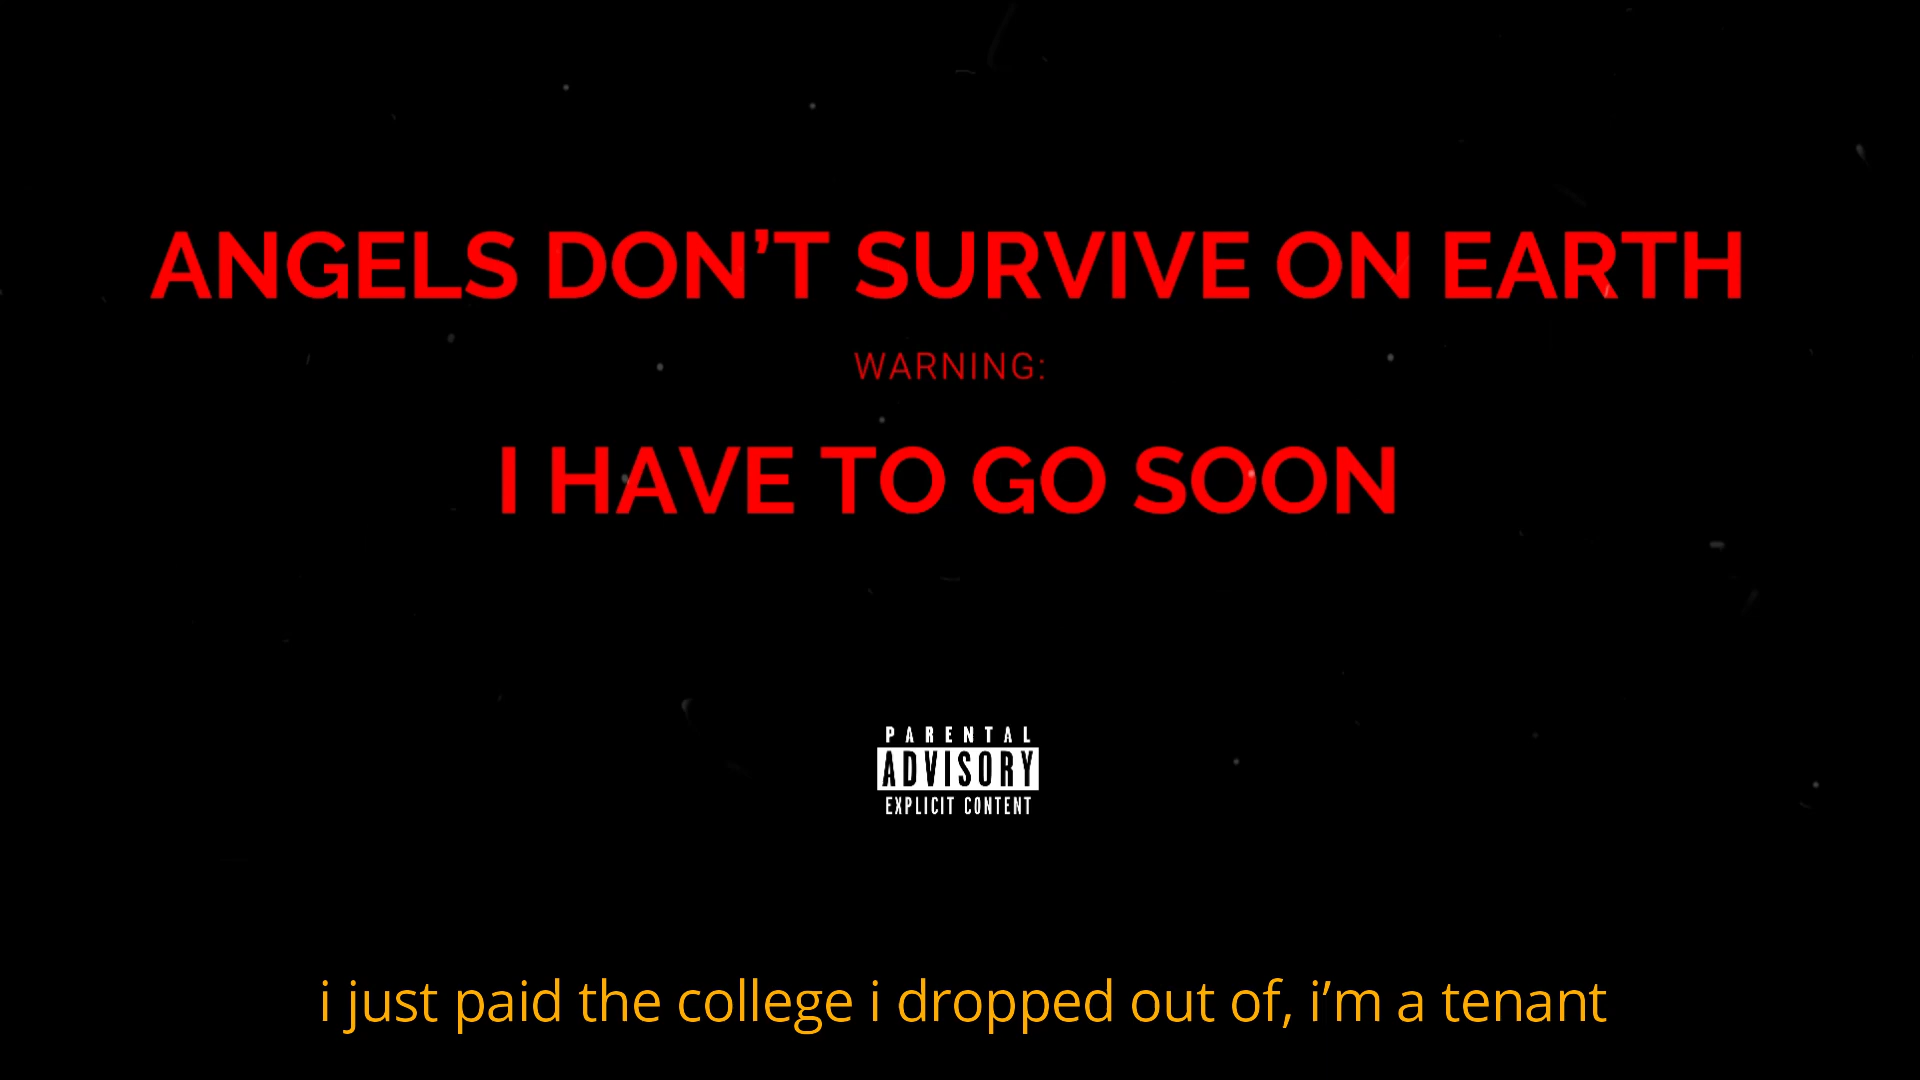 ANGELS DON’T SURVIVE ON EARTH
WARNING:
I HAVE TO GO SOON
PARENTAL
ADVISORY
EXPLICIT CONTENT
i just paid the college i dropped out of, i’m a tenant